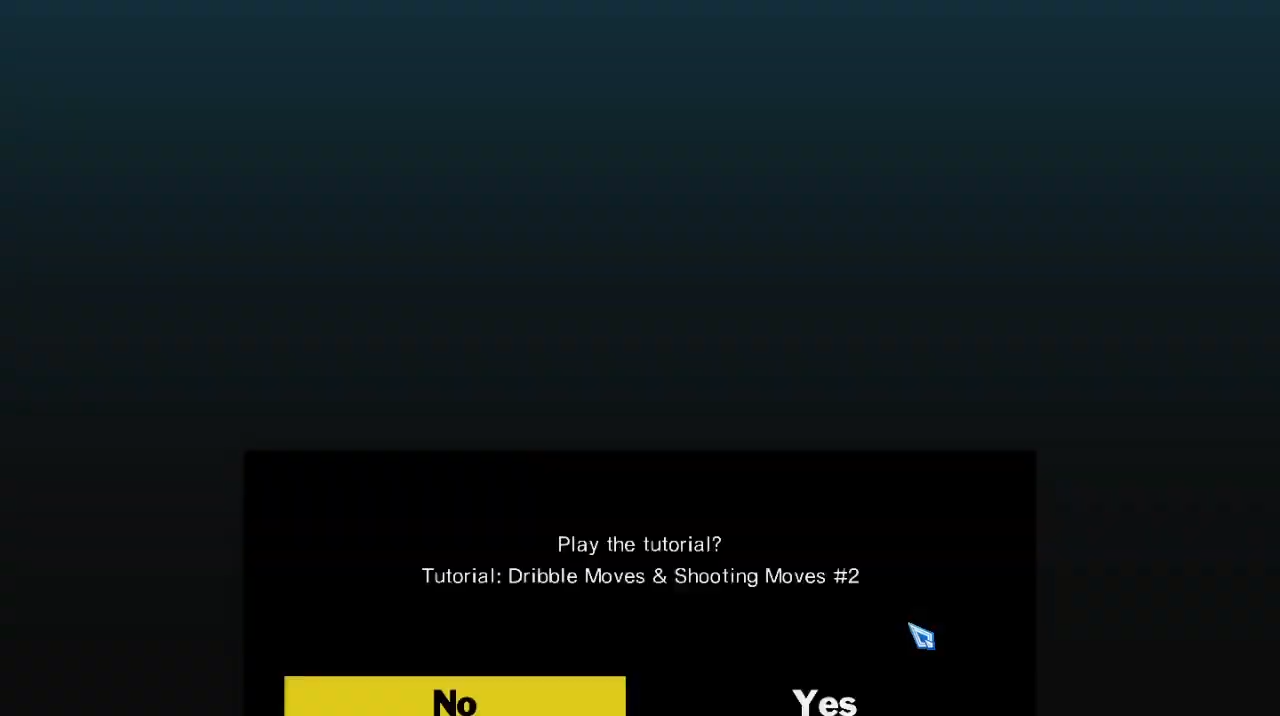 Play the tutorial?
Tutorial: Dribble Moves & Shooting Moves #2
No Yes